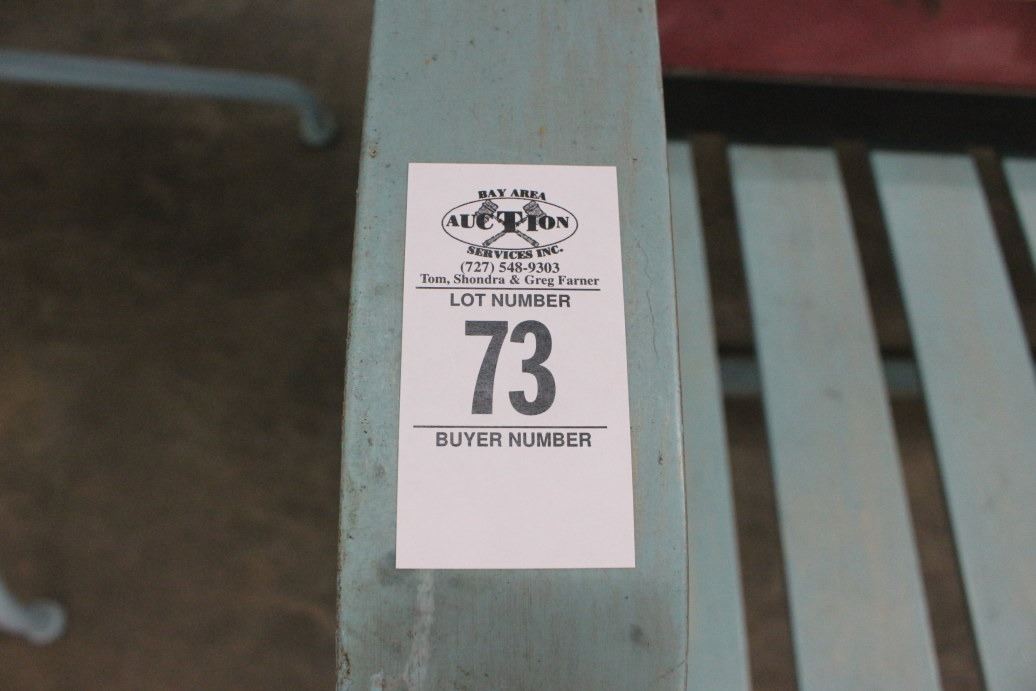 BAY AREA
AUCTION
SERVICES INC.
(727) 548-9303
Tom, Shondra & Greg Farner
LOT NUMBER
73
BUYER NUMBER